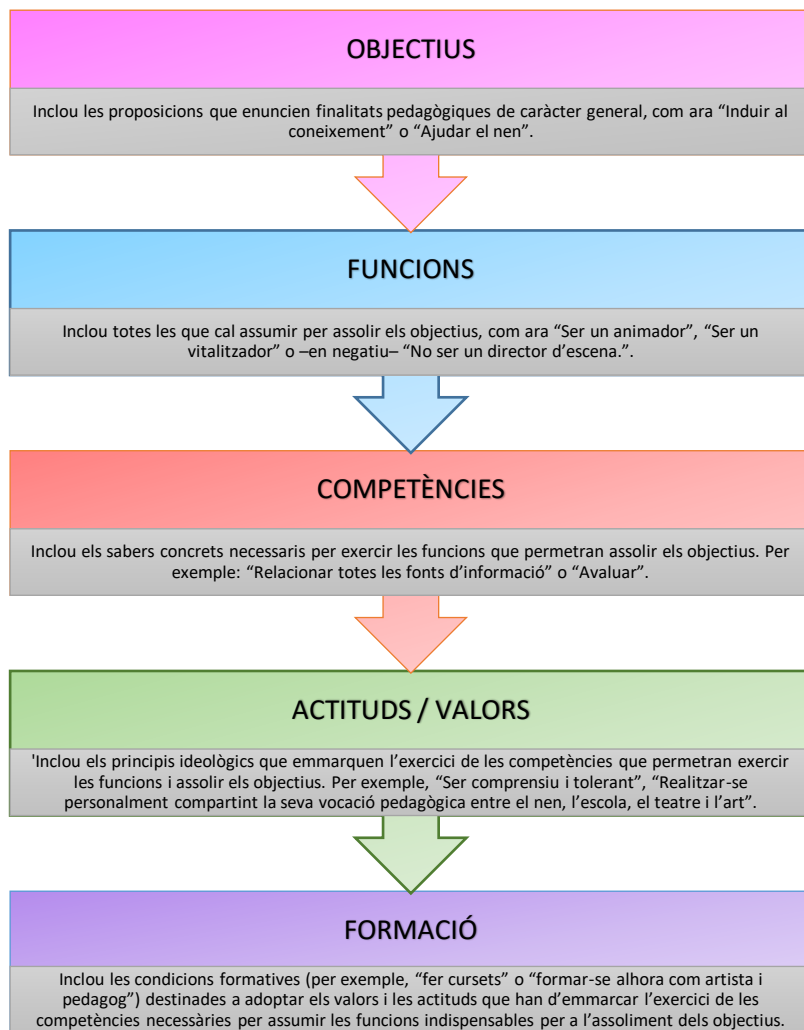 OBJECTIUS
Inclou les proposicions que enuncien finalitats pedagògiques de caràcter general, com ara “Induir al
coneixement” o “Ajudar el nen”.
FUNCIONS
Inclou totes les que cal assumir per assolir els objectius, com ara “Ser un animador”, “Ser un
vitalitzador” o –en negatiu– “No ser un director d’escena.”.
COMPETÈNCIES
Inclou els sabers concrets necessaris per exercir les funcions que permetran assolir els objectius. Per
exemple: “Relacionar totes les fonts d’informació” o “Avaluar”.
ACTITUDS / VALORS
'Inclou els principis ideològics que emmarquen l’exercici de les competències que permetran exercir
les funcions i assolir els objectius. Per exemple, “Ser comprensiu i tolerant”, “Realitzar-se
personalment compartint la seva vocació pedagògica entre el nen, l’escola, el teatre i l’art”.
FORMACIÓ
Inclou les condicions formatives (per exemple, “fer cursets” o “formar-se alhora com artista i
pedagog”) destinades a adoptar els valors i les actituds que han d’emmarcar l’exercici de les
competències necessàries per assumir les funcions indispensables per a l’assoliment dels objectius.